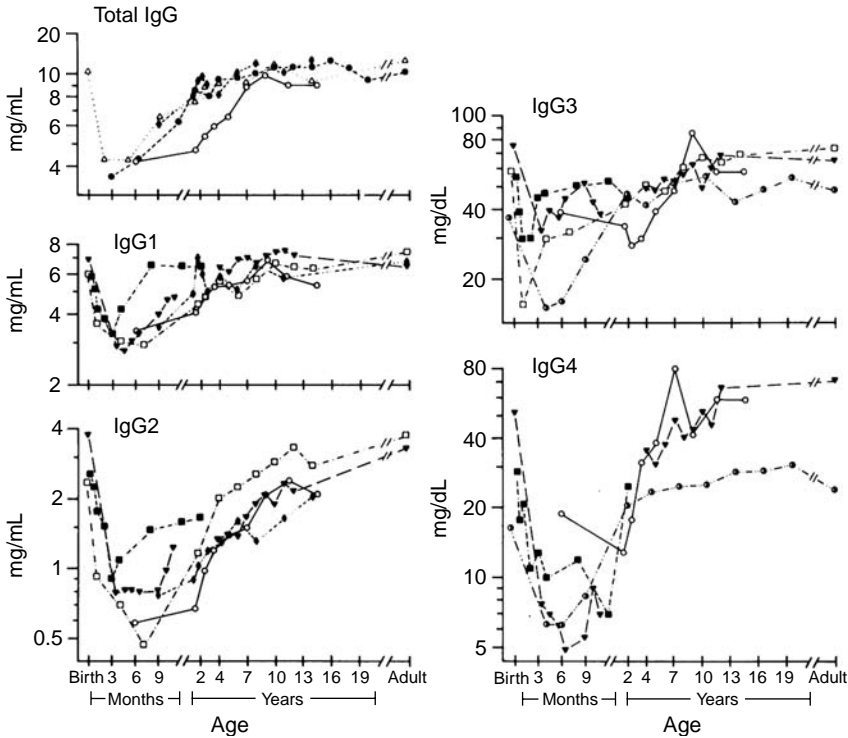 Total IgG
20
10
8
6
4
mg/mL
IgG1
8
6
4
2
mg/mL
IgG2
4
2
1
0.5
mg/mL
Birth 3 6 9 2 4 7 10 13 16 19 Adult
Months Years
Age
IgG3
100
80
60
40
20
mg/dL
IgG4
80
40
20
10
5
mg/dL
Birth 3 6 9 2 4 7 10 13 16 19 Adult
Months Years
Age